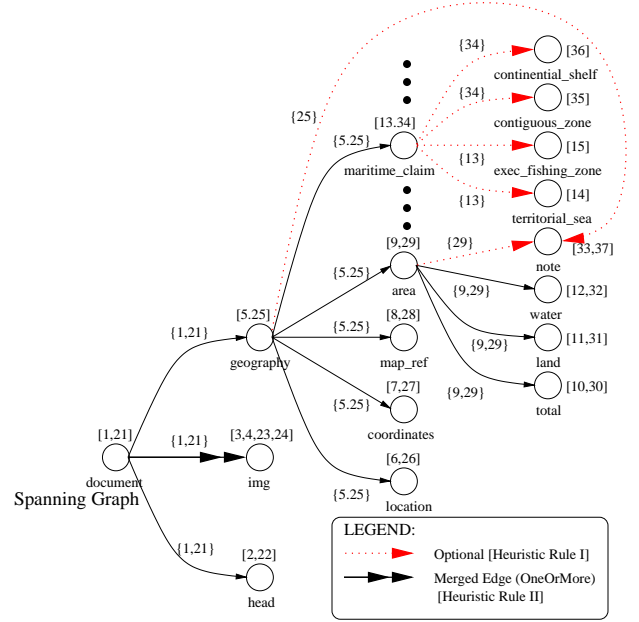 {34}
[36]
continential_shelf
{25}
{34}
[35]
contiguous_zone
[13.34]
{5.25}
maritime_claim
{13}
[15]
exec_fishing_zone
{13}
[14]
territorial_sea
[9,29]
{29}
[33,37]
note
{5.25}
area
{9,29}
[12,32]
water
[5.25]
geography
{5.25}
[8,28]
map_ref
{9,29}
[11,31]
land
{1,21}
{5.25}
[7,27]
coordinates
{9,29}
[10,30]
total
[1,21]
document
{1,21}
[3,4,23,24]
img
{5.25}
[6,26]
location
Spanning Graph
{1,21}
[2,22]
head
LEGEND:
Optional [Heuristic Rule I]
Merged Edge (OneOrMore)
[Heuristic Rule II]